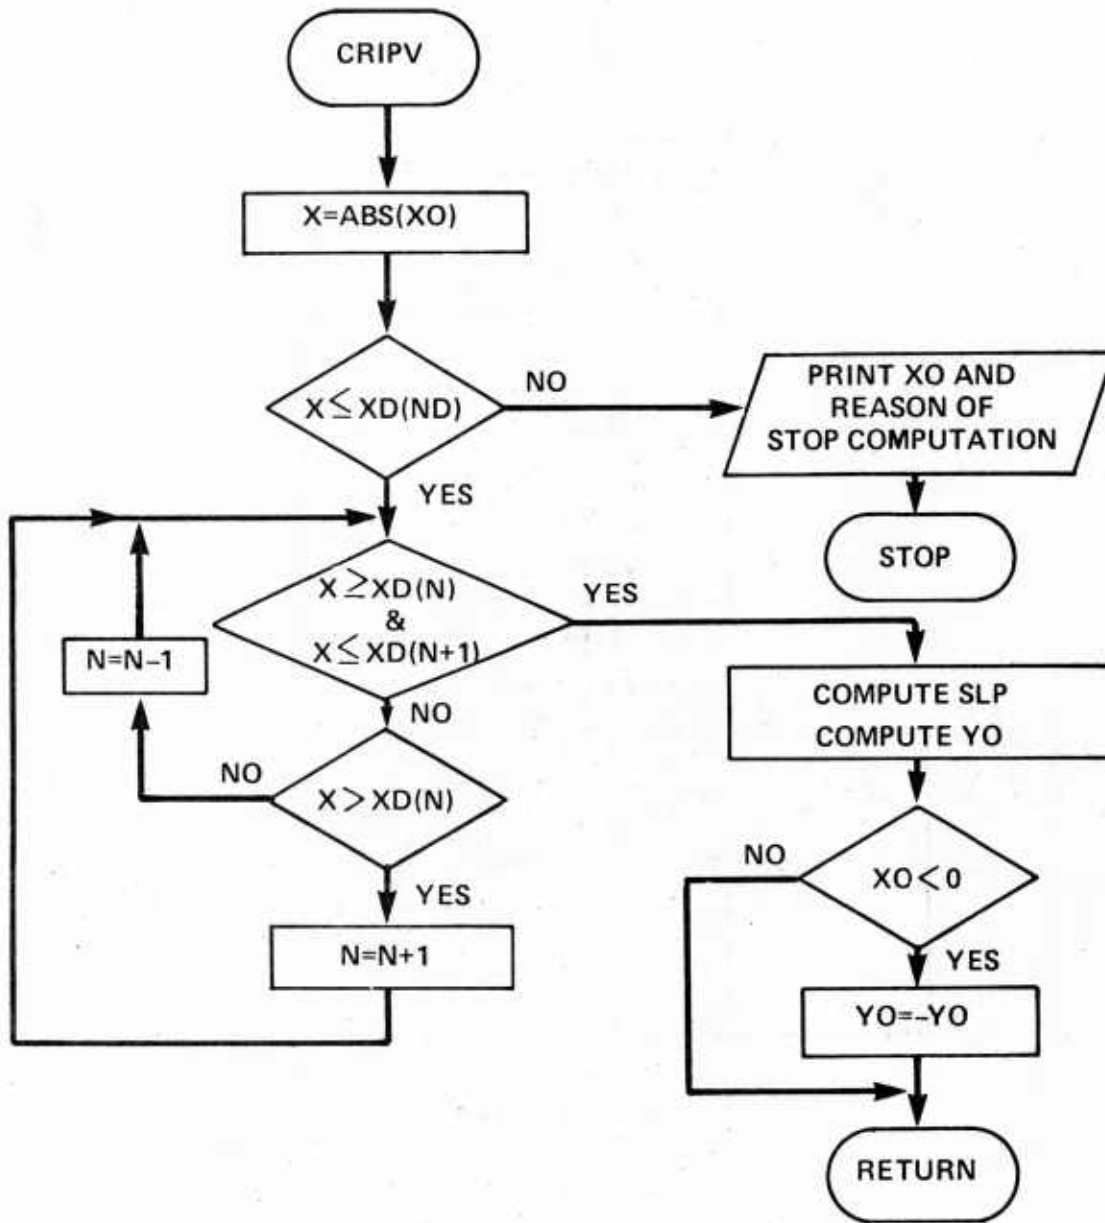 CRIPV
X=ABS(XO)
X≤XD(ND)
NO
PRINT XO AND
REASON OF
STOP COMPUTATION
YES
STOP
X≥XD(N)
&
X≤XD(N+1)
YES
N=N-1
COMPUTE SLP
COMPUTE YO
NO
X>XD(N)
NO
YES
N=N+1
XO<0
NO
YES
YO=-YO
RETURN